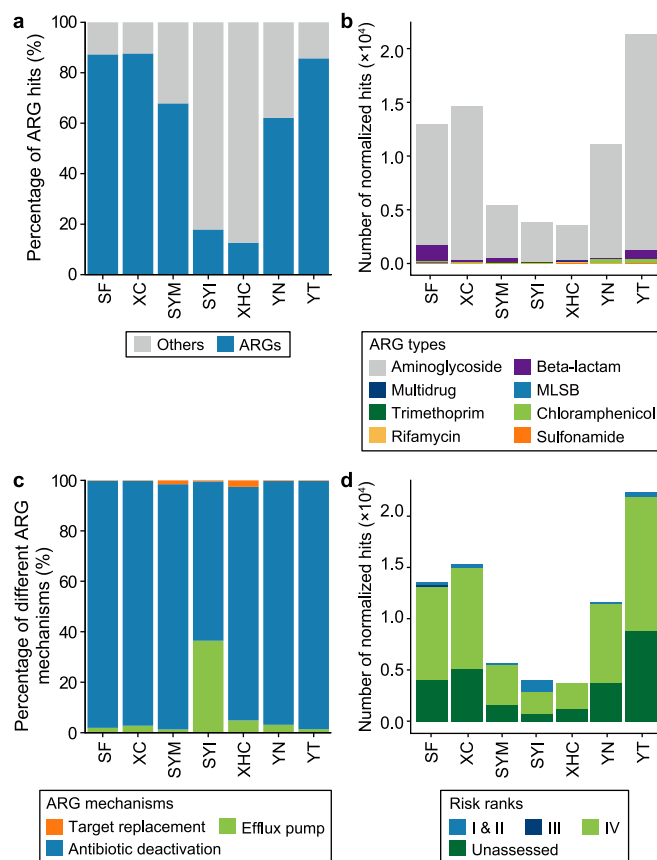 a
Percentage of ARG hits (%)
100
80
60
40
20
0
SF
XC
SYM
SYI
XHC
YN
YT
Others
ARGs
b
Number of normalized hits (×10⁴)
2.0
1.5
1.0
0.5
0.0
SF
XC
SYM
SYI
XHC
YN
YT
ARG types
Aminoglycoside
Beta-lactam
Multidrug
MLSB
Trimethoprim
Chloramphenicol
Rifamycin
Sulfonamide
c
Percentage of different ARG
mechanisms (%)
100
80
60
40
20
0
SF
XC
SYM
SYI
XHC
YN
YT
ARG mechanisms
Target replacement
Efflux pump
Antibiotic deactivation
d
Number of normalized hits (×10⁴)
2.0
1.5
1.0
0.5
0.0
SF
XC
SYM
SYI
XHC
YN
YT
Risk ranks
I & II
III
IV
Unassessed